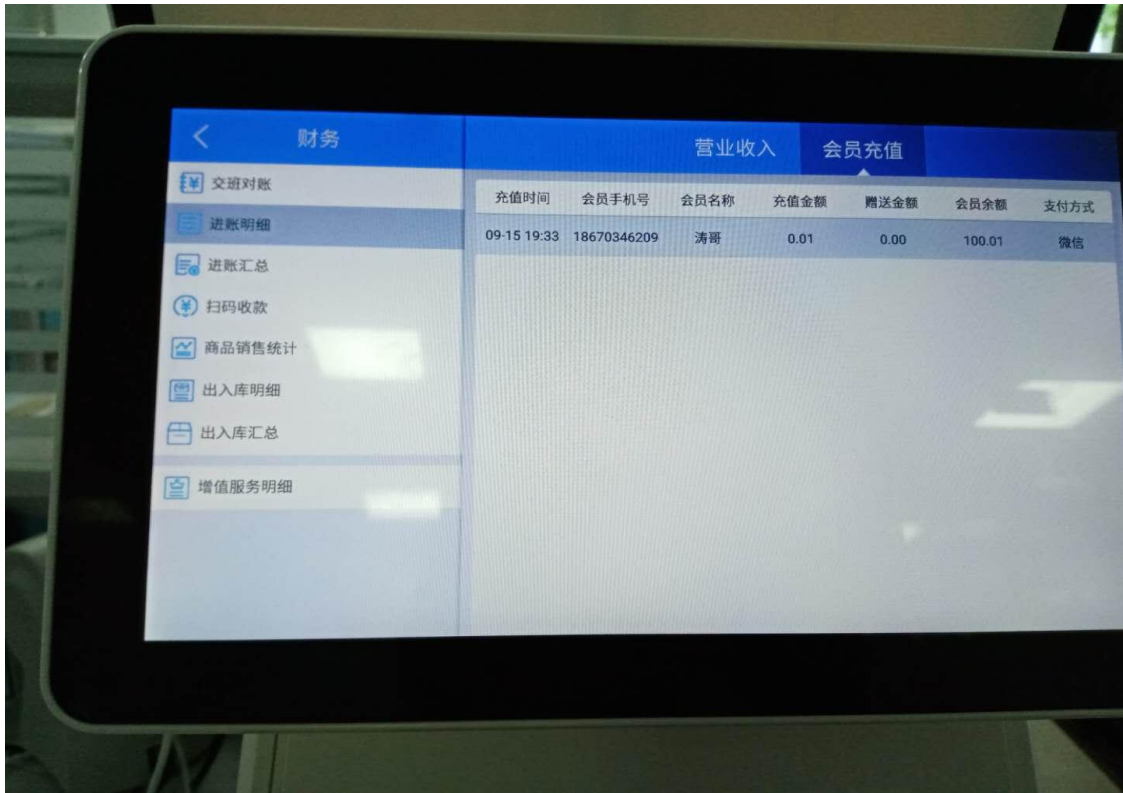 财务
交班对账
进账明细
进账汇总
扫码收款
商品销售统计
出入库明细
出入库汇总
增值服务明细
营业收入 会员充值
充值时间 会员手机号 会员名称 充值金额 赠送金额 会员余额 支付方式
09-15 19:33 18670346209 涛哥 0.01 0.00 100.01 微信